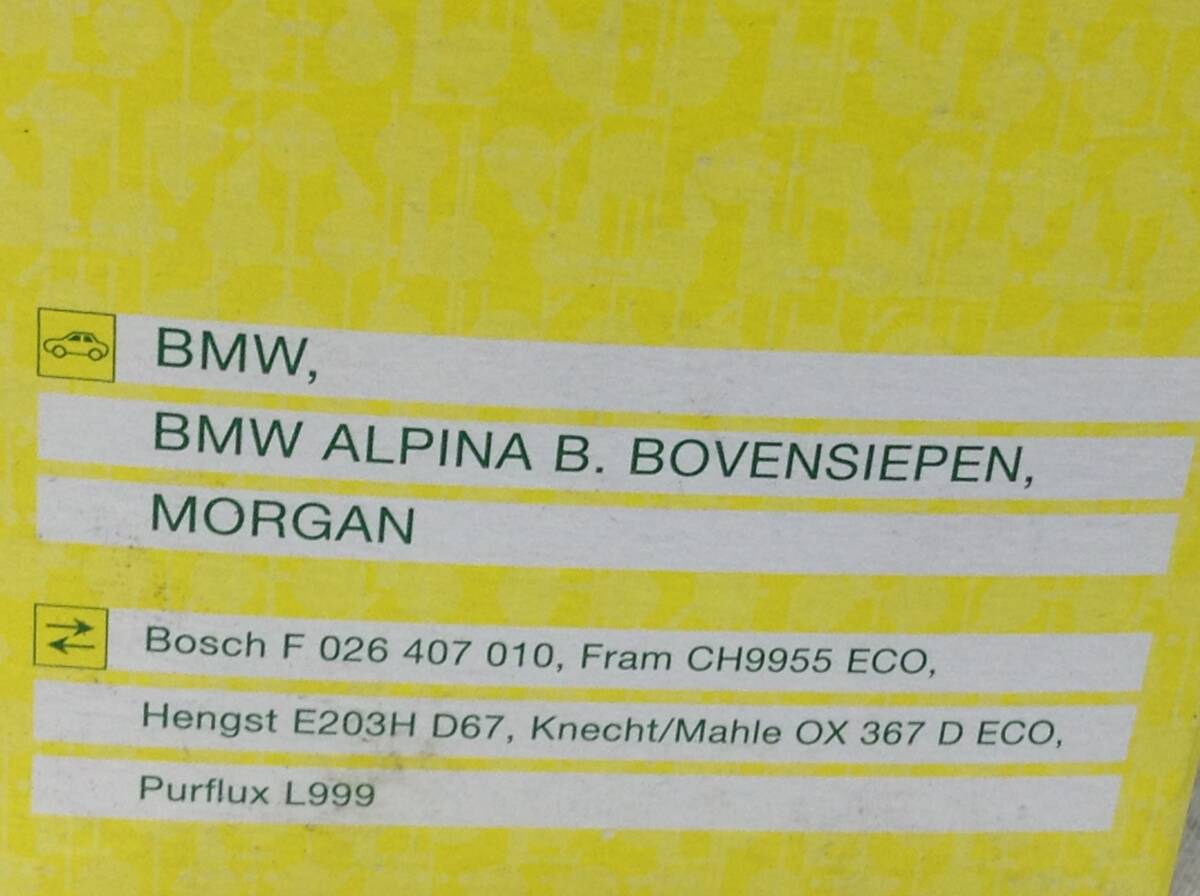 BMW,
BMW ALPINA B. BOVENSIEPEN,
MORGAN
Bosch F 026 407 010, Fram CH9955 ECO,
Hengst E203H D67, Knecht/Mahle OX 367 D ECO,
Purflux L999